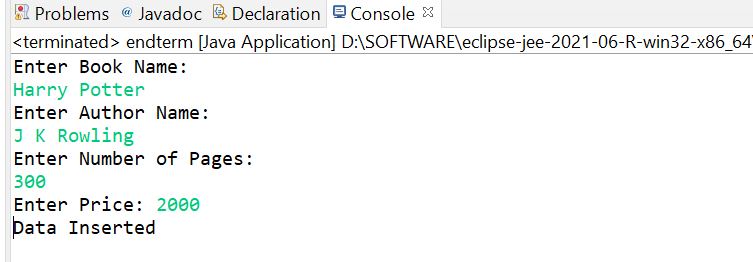 Problems @ Javadoc Declaration Console
<terminated> endterm [Java Application] D:\SOFTWARE\eclipse-jee-2021-06-R-win32-x86_64\
Enter Book Name:
Harry Potter
Enter Author Name:
J K Rowling
Enter Number of Pages:
300
Enter Price: 2000
Data Inserted